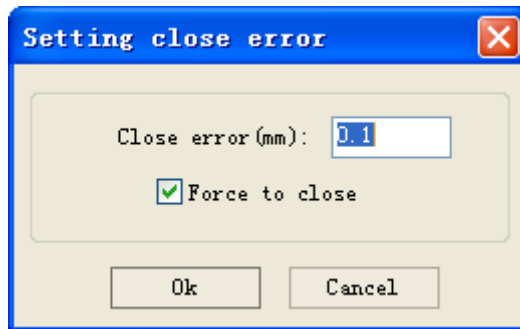 Setting close error
Close error(mm): 0.1
Force to close
Ok Cancel